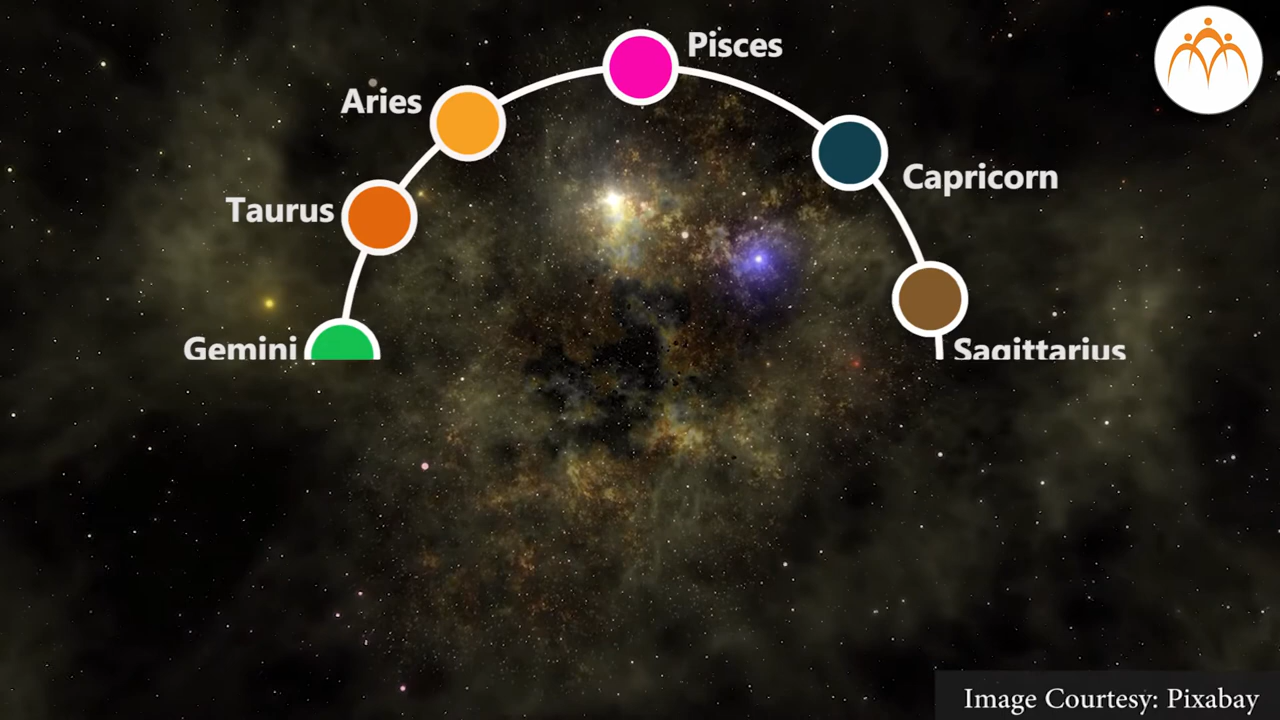 Pisces
Aries
Capricorn
Taurus
Gemini
Sagittarius
Image Courtesy: Pixabay